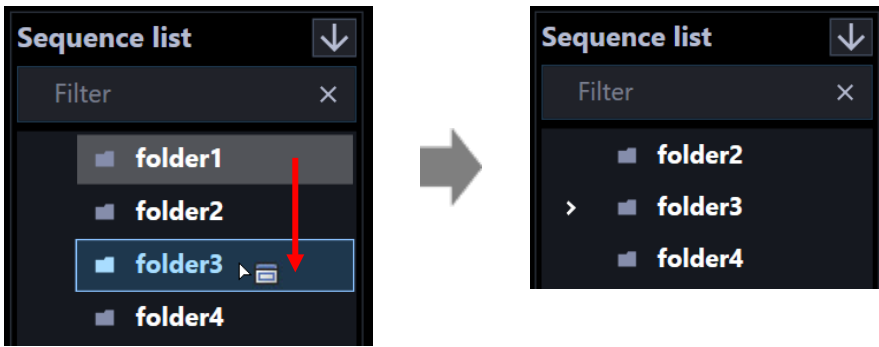 Sequence list
Filter
folder1
folder2
folder3
folder4
Sequence list
Filter
folder2
folder3
folder4